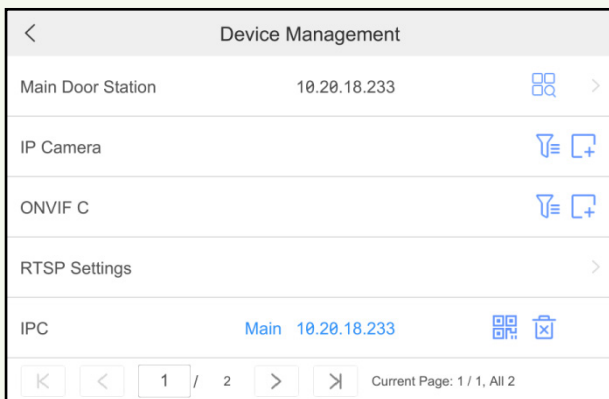 Device Management
Main Door Station 10.20.18.233
IP Camera
ONVIF C
RTSP Settings
IPC Main 10.20.18.233
1 / 2 Current Page: 1 / 1, All 2